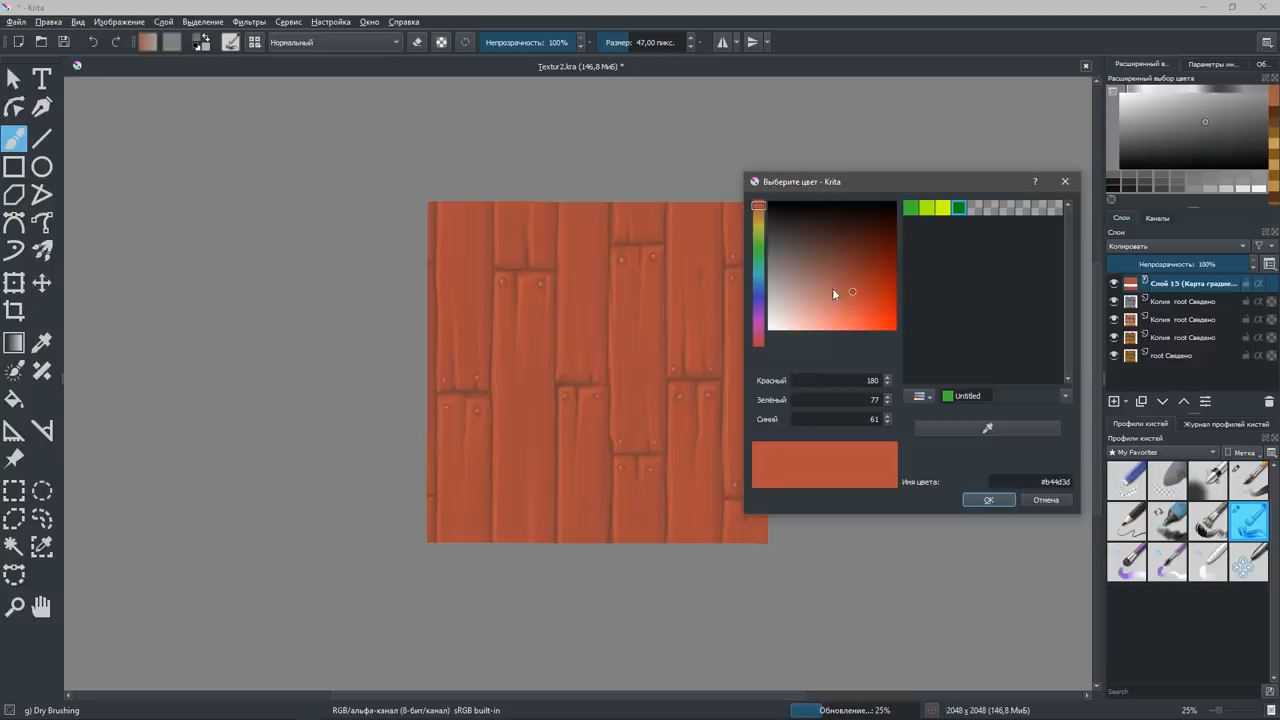 * - Krita
Файл Правка Вид Изображение Слой Выделение Фильтры Сервис Настройка Окно Справка
Нормальный
Непрозрачность: 100%
Размер: 47,00 пикс.
Textur2.kra (146,8 МиБ) *
Расширенный в...
Параметры ин...
Об...
Расширенный выбор цвета
Выберите цвет - Krita
?
Красный 180
Зелёный 77
Синий 61
Untitled
Имя цвета: #b44d3d
OK
Отмена
Слои Каналы
Слои
Копировать
Непрозрачность: 100%
Слой 15 (Карта градие...
Копия root Сведено
Копия root Сведено
Копия root Сведено
root Сведено
Профили кистей
Журнал профилей кистей
Профили кистей
★ My Favorites
Метка
Search
g) Dry Brushing
RGB/альфа-канал (8-бит/канал) sRGB built-in
Обновление...: 25%
2048 x 2048 (146,8 МиБ)
25%